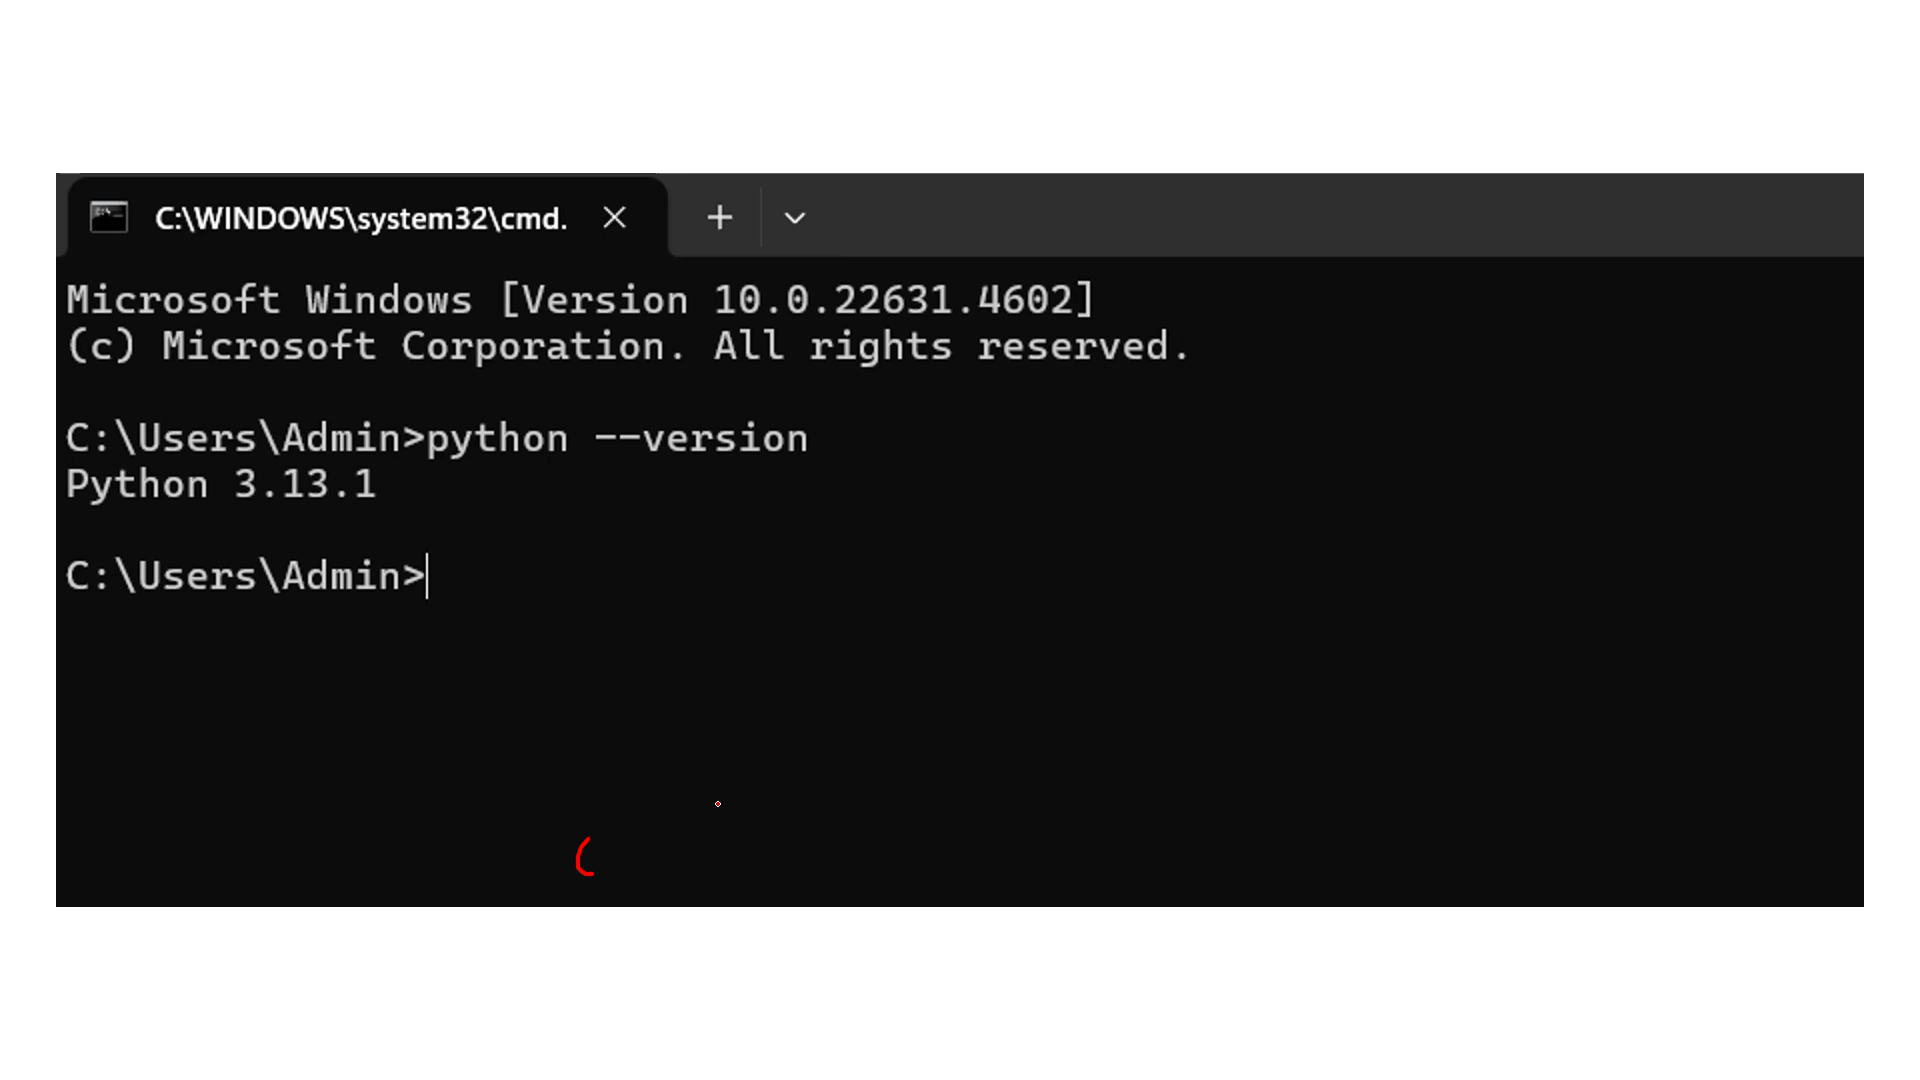 C:\WINDOWS\system32\cmd.
Microsoft Windows [Version 10.0.22631.4602]
(c) Microsoft Corporation. All rights reserved.
C:\Users\Admin>python --version
Python 3.13.1
C:\Users\Admin>